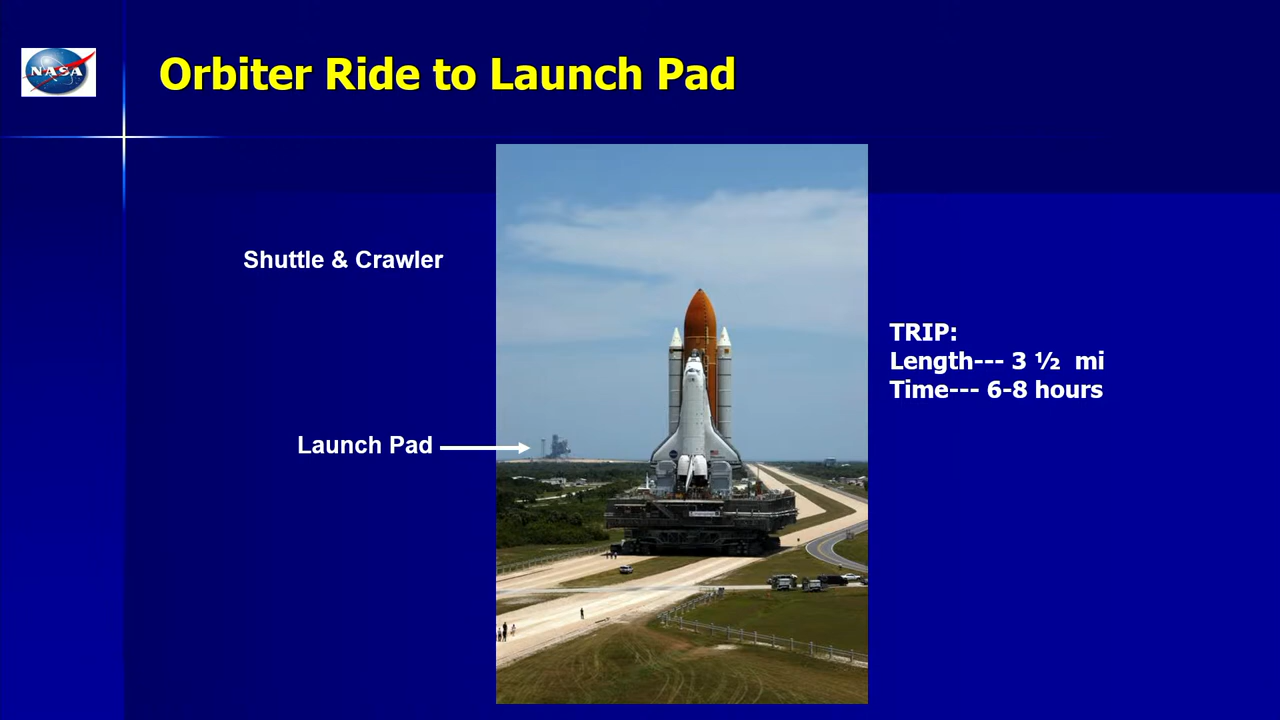 NASA
Orbiter Ride to Launch Pad
Shuttle & Crawler
TRIP:
Length--- 3 ½ mi
Time--- 6-8 hours
Launch Pad